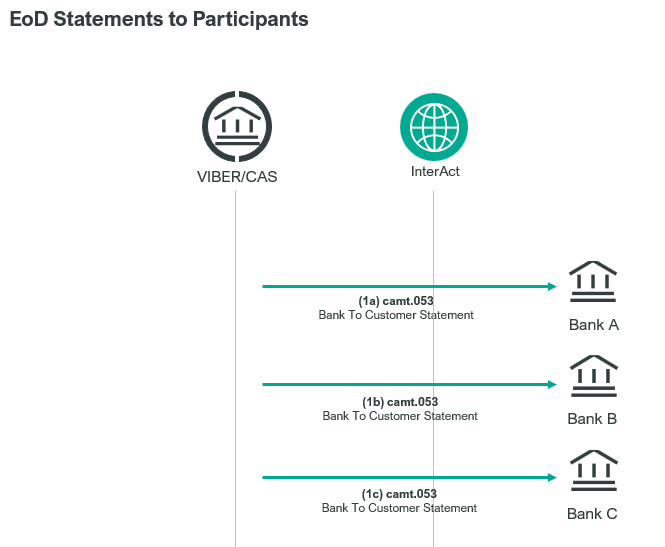 EoD Statements to Participants
VIBER/CAS
InterAct
(1a) camt.053
Bank To Customer Statement
Bank A
(1b) camt.053
Bank To Customer Statement
Bank B
(1c) camt.053
Bank To Customer Statement
Bank C